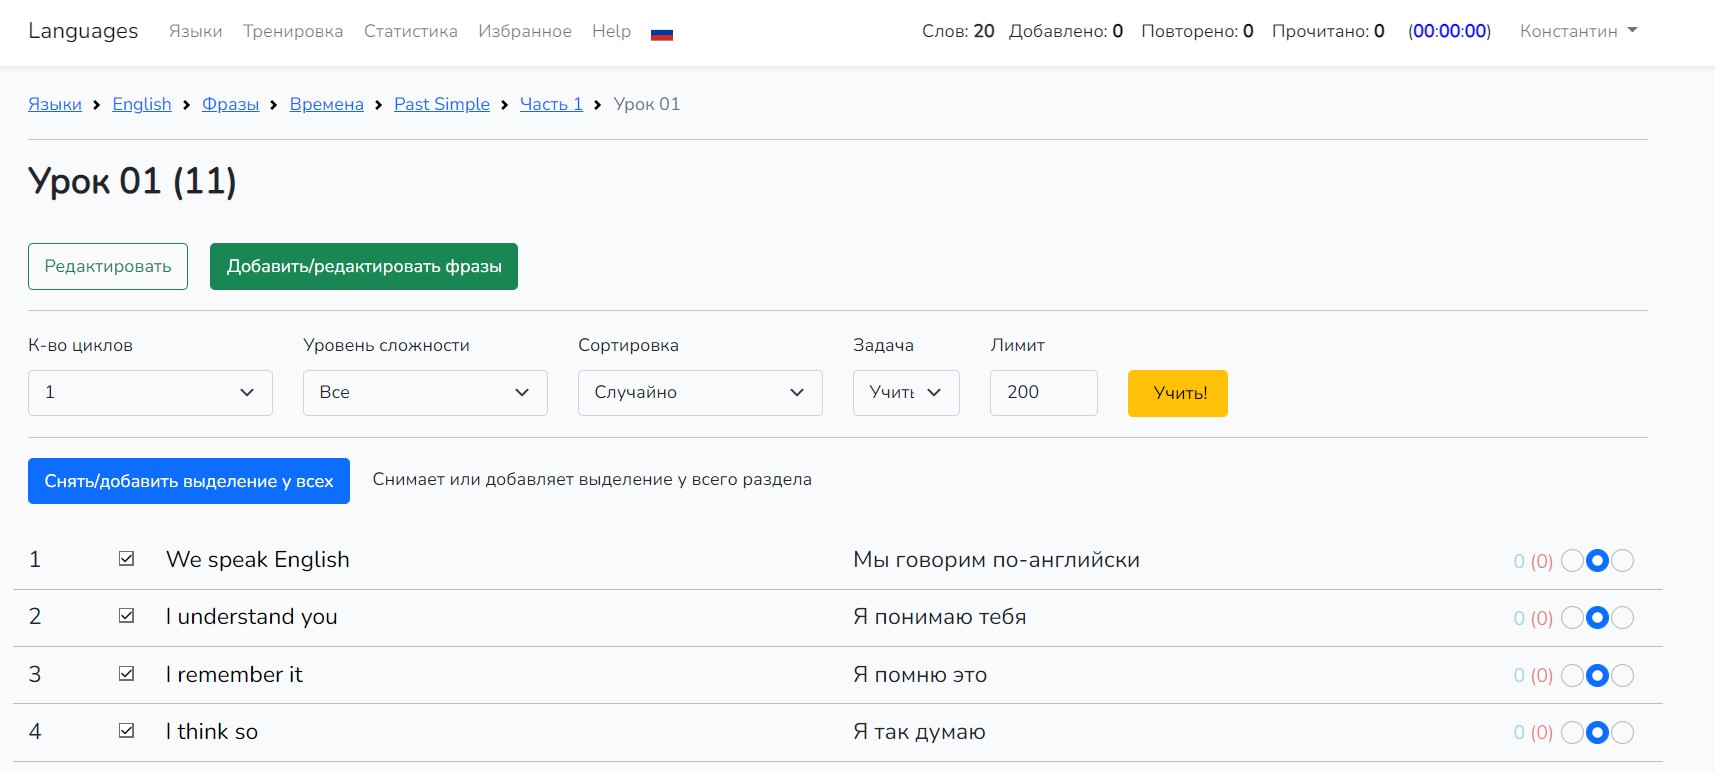 Languages Языки Тренировка Статистика Избранное Help Слов: 20 Добавлено: 0 Повторено: 0 Прочитано: 0 (00:00:00) Константин
Языки > English > Фразы > Времена > Past Simple > Часть 1 > Урок 01
Урок 01 (11)
Редактировать Добавить/редактировать фразы
К-во циклов Уровень сложности Сортировка Задача Лимит
1 Все Случайно Учить 200 Учить!
Снять/добавить выделение у всех Снимает или добавляет выделение у всего раздела
1 We speak English Мы говорим по-английски 0 (0)
2 I understand you Я понимаю тебя 0 (0)
3 I remember it Я помню это 0 (0)
4 I think so Я так думаю 0 (0)